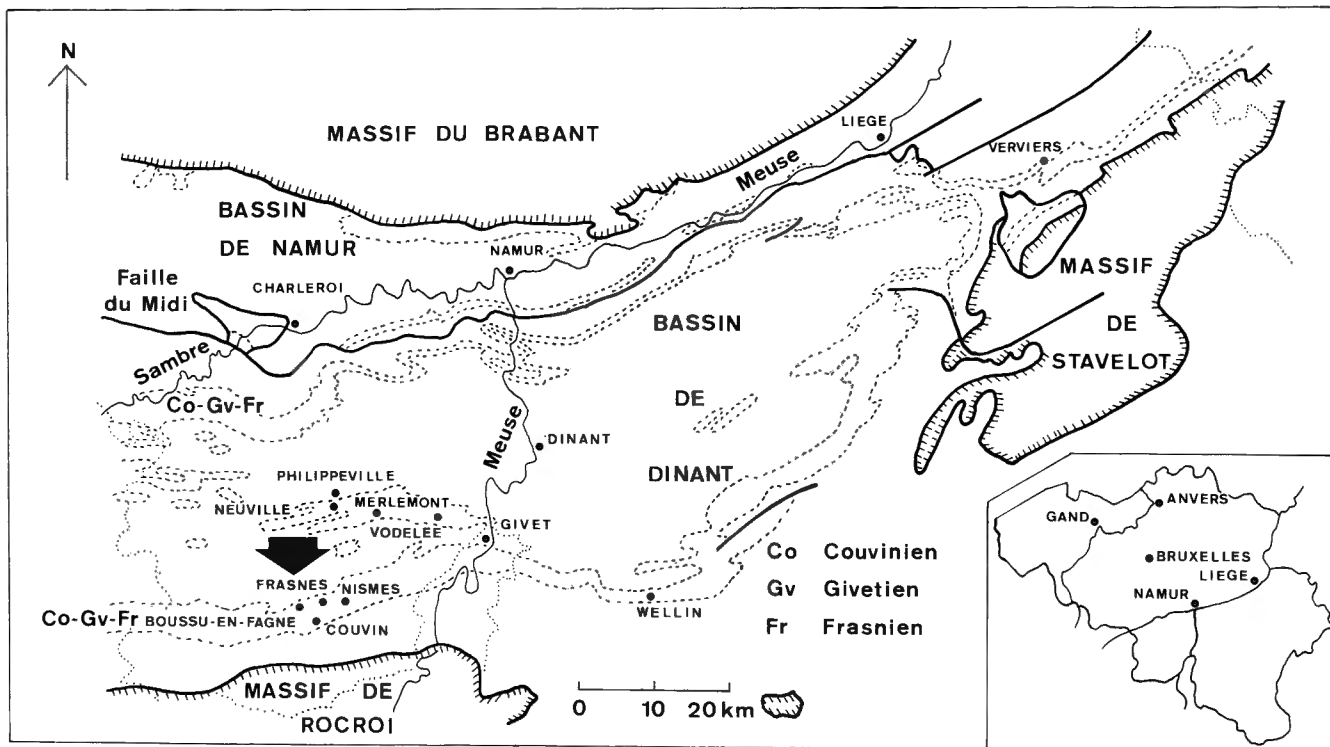 N
MASSIF DU BRABANT
LIEGE
VERVIERS
Meuse
BASSIN
DE NAMUR
NAMUR
Faille
du Midi
CHARLEROI
MASSIF
DE
STAVELOT
BASSIN
DE
DINANT
Sambre
Co-Gv-Fr
Meuse
DINANT
PHILIPPEVILLE
NEUVILLE
MERLEMONT
VODELEE
GIVET
FRASNES
NISMES
Co-Gv-Fr
BOUSSU-EN-FAGNE
COUVIN
WELLIN
Co Couvinien
Gv Givetien
Fr Frasnien
MASSIF DE
ROCROI
0 10 20 km
ANVERS
GAND
BRUXELLES
LIEGE
NAMUR